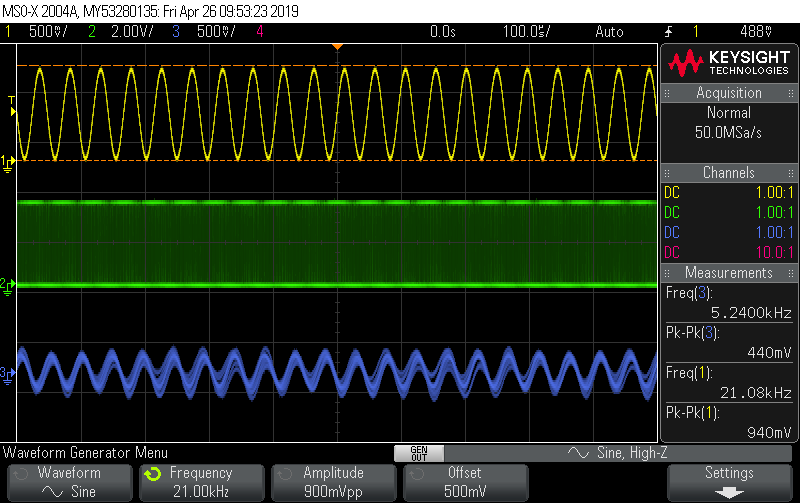 MSO-X 2004A, MY53280135: Fri Apr 26 09:53:23 2019
1 500mV/ 2 2.00V/ 3 500mV/ 4 0.0s 100.0us/ Auto 1 488mV
KEYSIGHT
TECHNOLOGIES
Acquisition
Normal
50.0MSa/s
Channels
DC 1.00:1
DC 1.00:1
DC 1.00:1
DC 10.0:1
Measurements
Freq(3):
5.2400kHz
Pk-Pk(3):
440mV
Freq(1):
21.08kHz
Pk-Pk(1):
940mV
T
1
2
3
Waveform Generator Menu
GEN
OUT
Sine, High-Z
Waveform
Sine
Frequency
21.00kHz
Amplitude
900mVpp
Offset
500mV
Settings